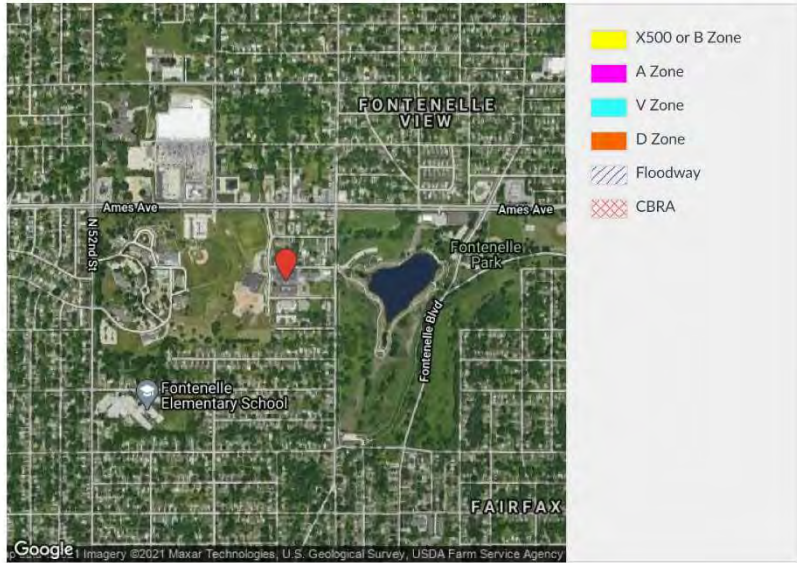 FONTENELLE
VIEW
Ames Ave
Ames Ave
N 52nd St
Fontenelle
Park
Fontenelle Blvd
Fontenelle
Elementary School
FAIRFAX
Google
Imagery ©2021 Maxar Technologies, U.S. Geological Survey, USDA Farm Service Agency
X500 or B Zone
A Zone
V Zone
D Zone
Floodway
CBRA